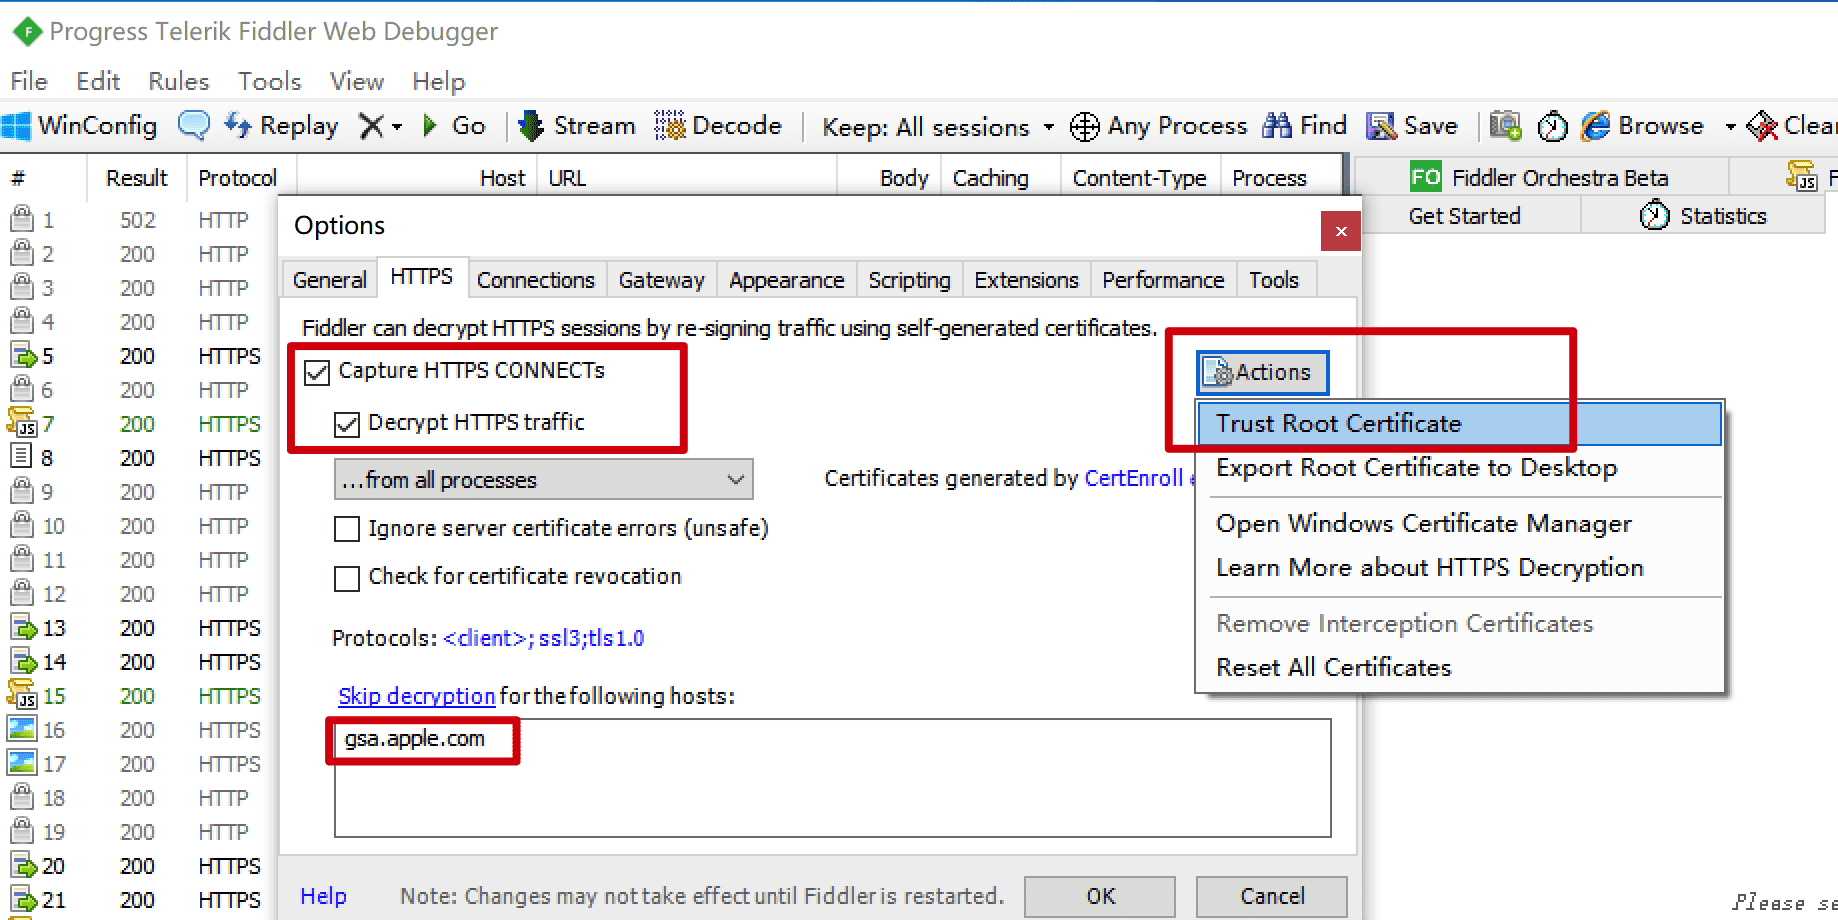 Progress Telerik Fiddler Web Debugger
File Edit Rules Tools View Help
WinConfig Replay Go Stream Decode Keep: All sessions Any Process Find Save Browse Clear
# Result Protocol Host URL Body Caching Content-Type Process
FO Fiddler Orchestra Beta
Get Started Statistics
1 502 HTTP
2 200 HTTP
3 200 HTTP
4 200 HTTP
5 200 HTTPS
6 200 HTTP
JS 7 200 HTTPS
8 200 HTTPS
9 200 HTTP
10 200 HTTP
11 200 HTTP
12 200 HTTP
13 200 HTTPS
14 200 HTTPS
JS 15 200 HTTPS
16 200 HTTPS
17 200 HTTPS
18 200 HTTP
19 200 HTTP
20 200 HTTPS
21 200 HTTPS
Options
General HTTPS Connections Gateway Appearance Scripting Extensions Performance Tools
Fiddler can decrypt HTTPS sessions by re-signing traffic using self-generated certificates.
Capture HTTPS CONNECTs
Decrypt HTTPS traffic
...from all processes
Certificates generated by CertEnroll
Ignore server certificate errors (unsafe)
Check for certificate revocation
Protocols: <client>; ssl3;tls1.0
Skip decryption for the following hosts:
gsa.apple.com
Help
Note: Changes may not take effect until Fiddler is restarted.
OK
Cancel
Actions
Trust Root Certificate
Export Root Certificate to Desktop
Open Windows Certificate Manager
Learn More about HTTPS Decryption
Remove Interception Certificates
Reset All Certificates
Please se